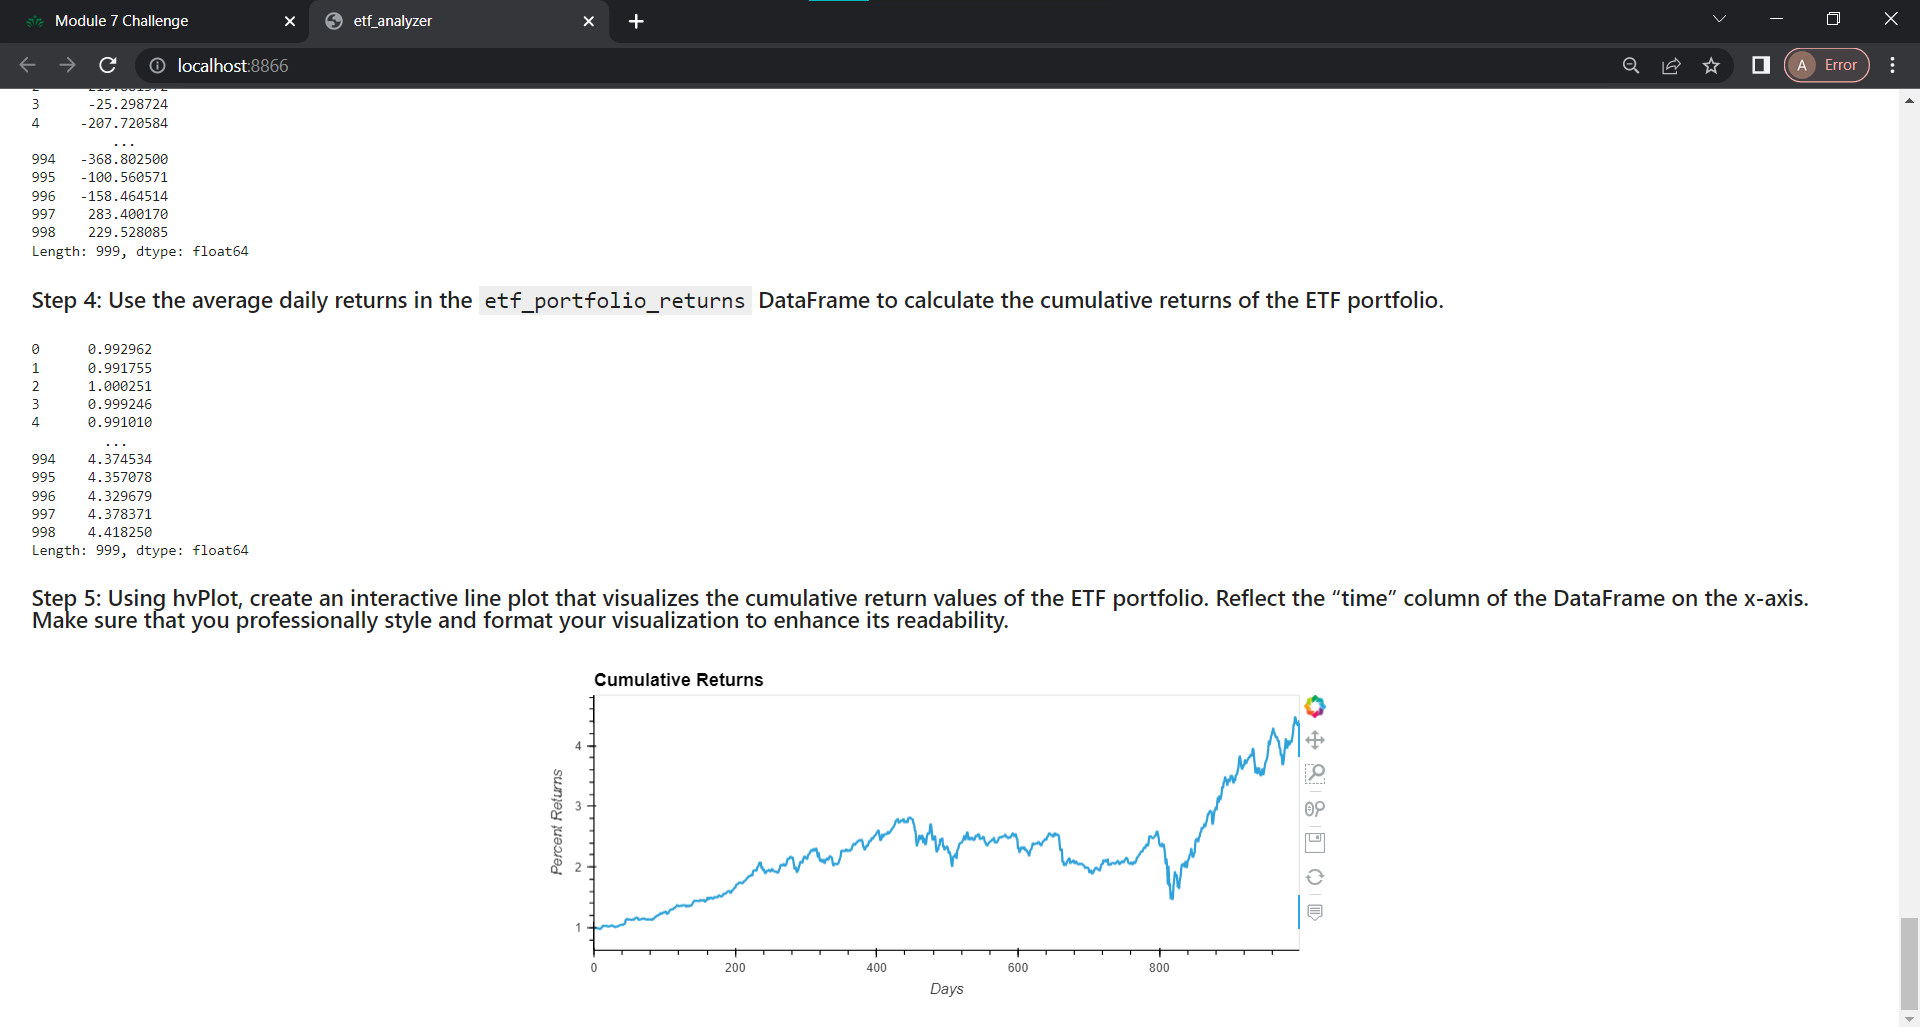 Module 7 Challenge
etf_analyzer
localhost:8866
A Error
3 -25.298724
4 -207.720584
...
994 -368.802500
995 -100.560571
996 -158.464514
997 283.400170
998 229.528085
Length: 999, dtype: float64
Step 4: Use the average daily returns in the etf_portfolio_returns DataFrame to calculate the cumulative returns of the ETF portfolio.
0 0.992962
1 0.991755
2 1.000251
3 0.999246
4 0.991010
...
994 4.374534
995 4.357078
996 4.329679
997 4.378371
998 4.418250
Length: 999, dtype: float64
Step 5: Using hvPlot, create an interactive line plot that visualizes the cumulative return values of the ETF portfolio. Reflect the “time” column of the DataFrame on the x-axis.
Make sure that you professionally style and format your visualization to enhance its readability.
Cumulative Returns
Percent Returns
4
3
2
1
0 200 400 600 800
Days